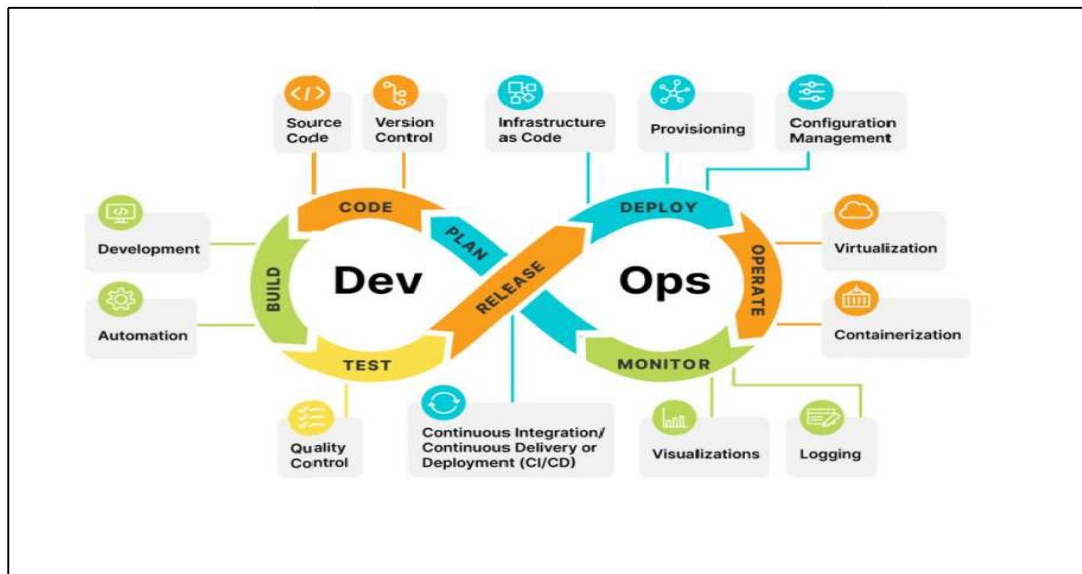 Source
Code
Version
Control
Infrastructure
as Code
Provisioning
Configuration
Management
CODE
DEPLOY
PLAN
Development
Dev
Ops
Virtualization
BUILD
RELEASE
OPERATE
Automation
Containerization
TEST
MONITOR
Quality
Control
Continuous Integration/
Continuous Delivery or
Deployment (CI/CD)
Visualizations
Logging